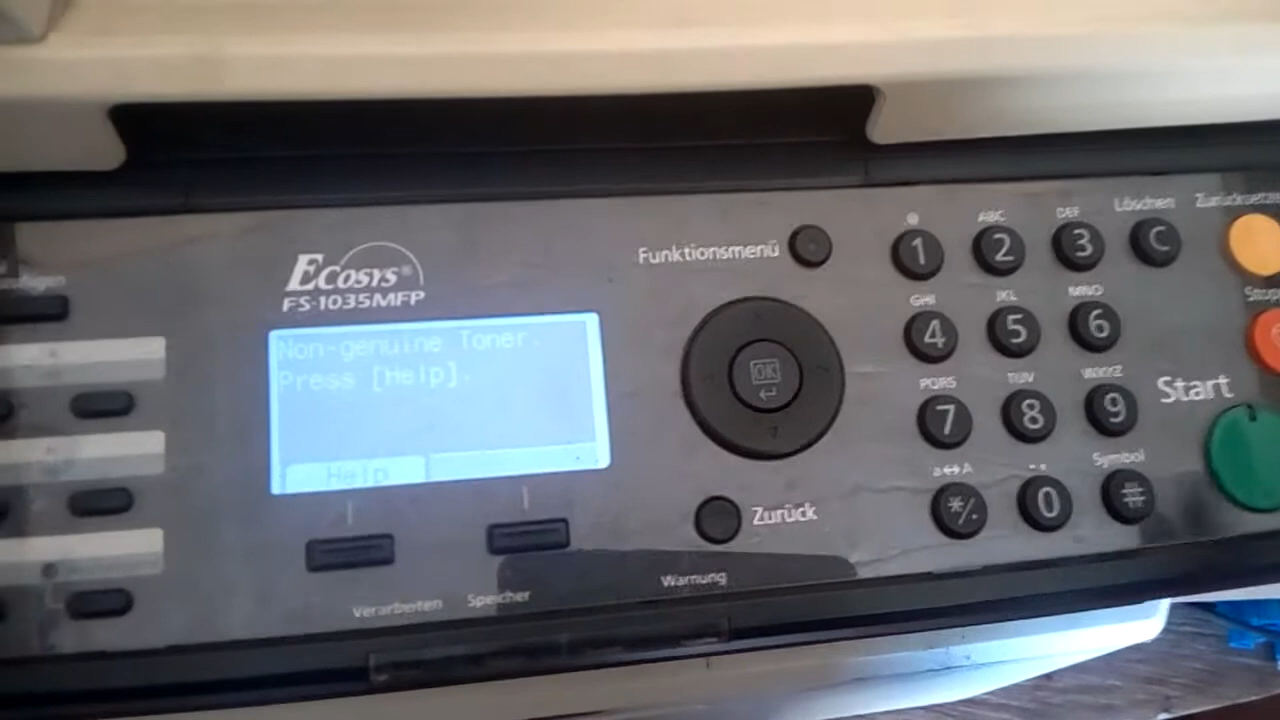 ECOSYS®
FS-1035MFP
Non-genuine Toner.
Press [Help].
Help
Funktionsmenü
OK
Zurück
Verarbeiten
Speicher
Warnung
.@
ABC
DEF
Löschen
1
2
3
C
GHI
JKL
MNO
Stop
4
5
6
PQRS
TUV
WXYZ
Start
7
8
9
a⇔A
Symbol
*/.
0
#